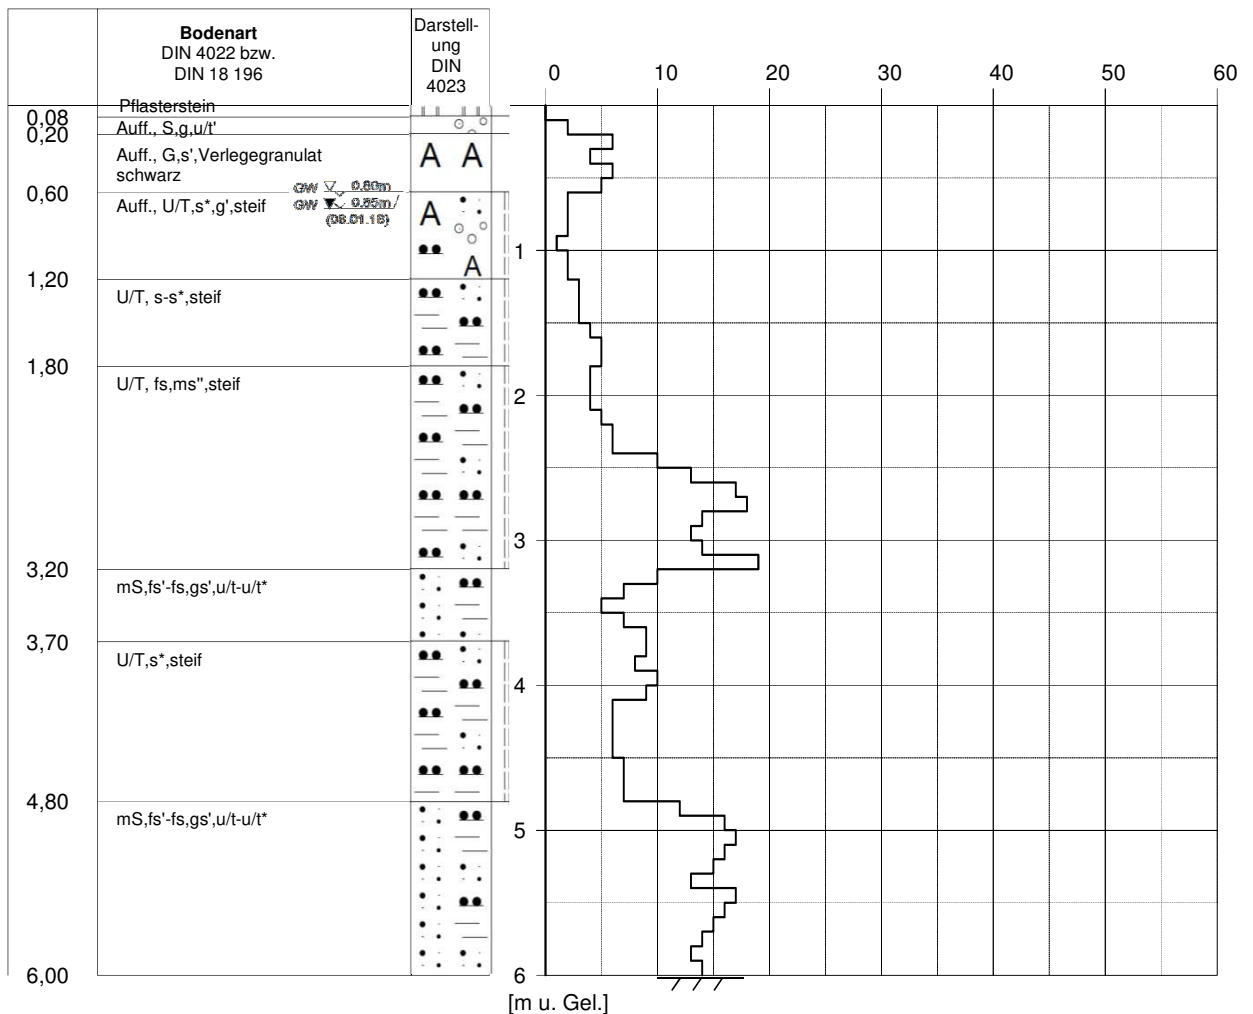 Bodenart
DIN 4022 bzw.
DIN 18 196
Darstell-
ung
DIN
4023
0 10 20 30 40 50 60
Pflasterstein
0,08
Auff., S,g,u/t'
0,20
Auff., G,s',Verlegegranulat
schwarz
A A
GW 0.60m
0,60
Auff., U/T,s*,g',steif
GW 0.65m/
(08.01.18)
A
1
A
1,20
U/T, s-s*,steif
1,80
U/T, fs,ms",steif
2
3
3,20
mS,fs'-fs,gs',u/t-u/t*
3,70
U/T,s*,steif
4
4,80
mS,fs'-fs,gs',u/t-u/t*
5
6,00
6
[m u. Gel.]